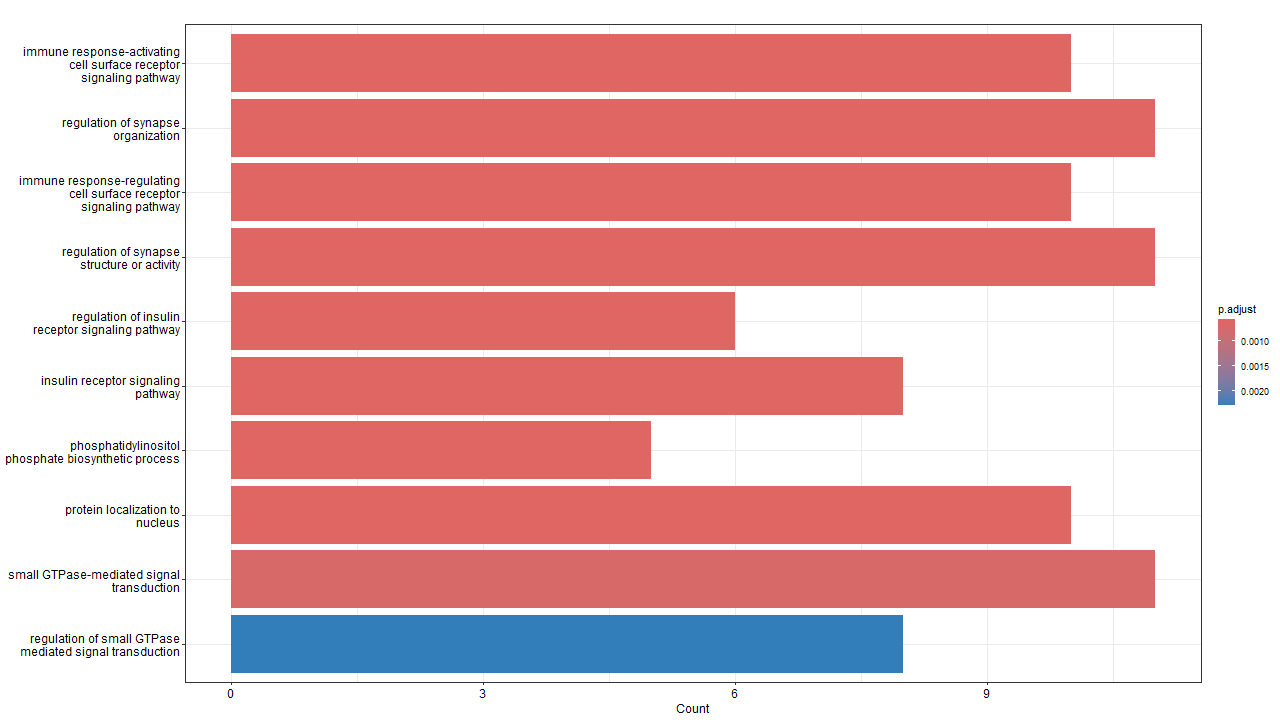 immune response-activating
cell surface receptor
signaling pathway
regulation of synapse
organization
immune response-regulating
cell surface receptor
signaling pathway
regulation of synapse
structure or activity
regulation of insulin
receptor signaling pathway
insulin receptor signaling
pathway
phosphatidylinositol
phosphate biosynthetic process
protein localization to
nucleus
small GTPase-mediated signal
transduction
regulation of small GTPase
mediated signal transduction
0 3 6 9
Count
p.adjust
0.0010
0.0015
0.0020